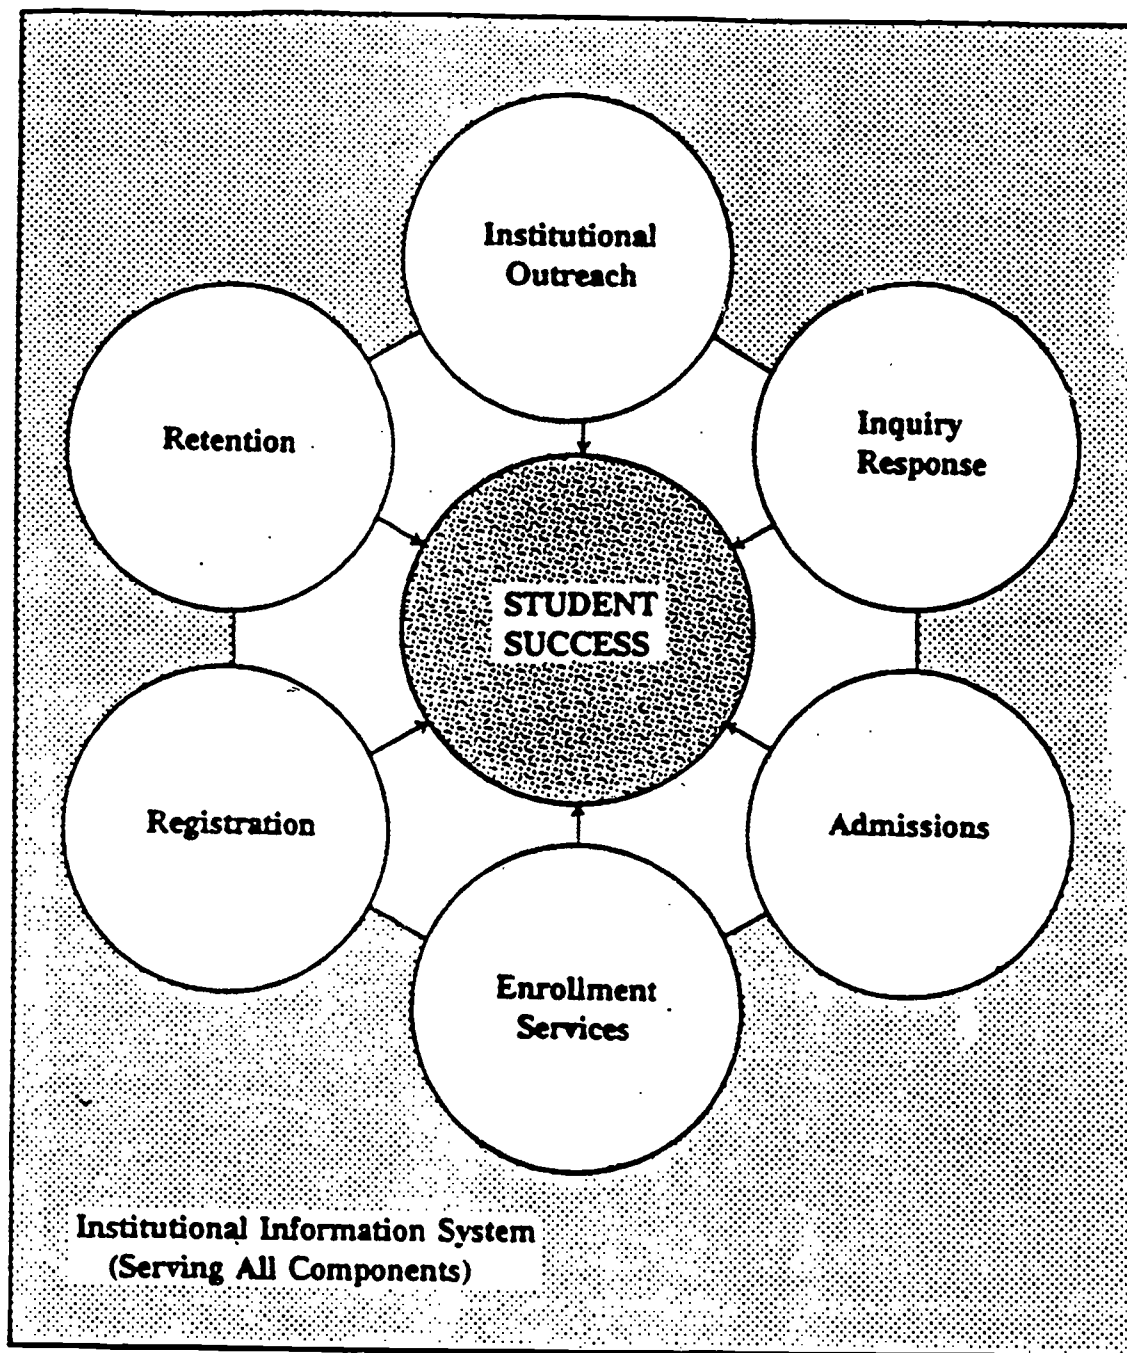 Institutional
Outreach
Retention
Inquiry
Response
STUDENT
SUCCESS
Registration
Admissions
Enrollment
Services
Institutional Information System
(Serving All Components)